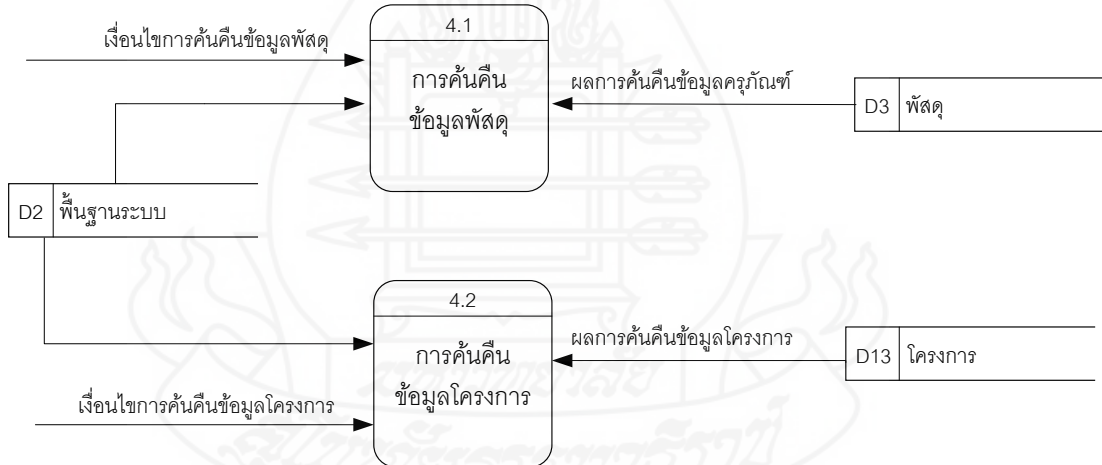 4.1
เงื่อนไขการค้นคืนข้อมูลพัสดุ
การค้นคืน
ข้อมูลพัสดุ
ผลการค้นคืนข้อมูลครุภัณฑ์
D3 พัสดุ
D2 พื้นฐานระบบ
4.2
การค้นคืน
ข้อมูลโครงการ
ผลการค้นคืนข้อมูลโครงการ
D13 โครงการ
เงื่อนไขการค้นคืนข้อมูลโครงการ